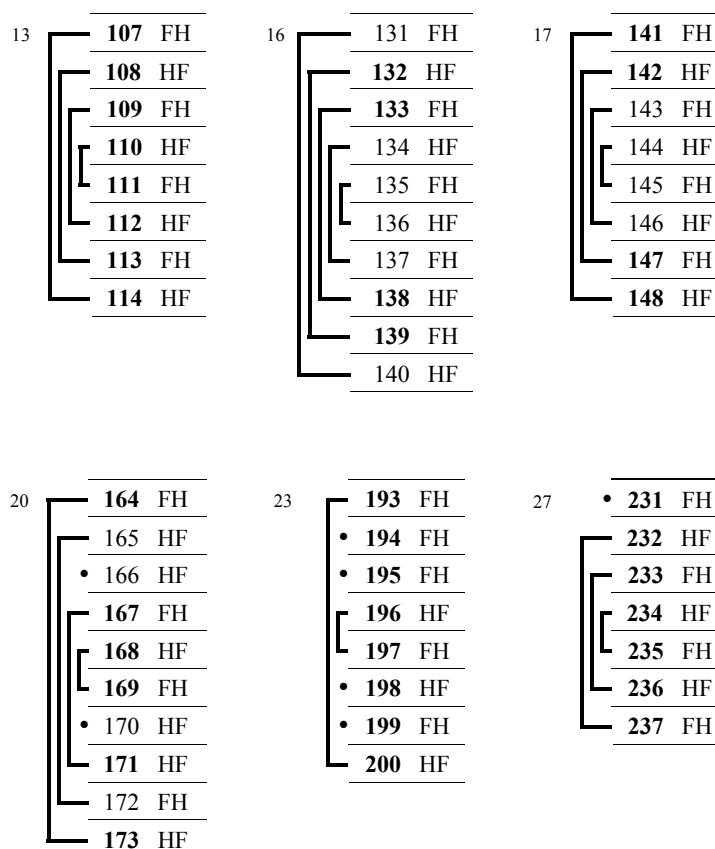 13 107 FH
108 HF
109 FH
110 HF
111 FH
112 HF
113 FH
114 HF
16 131 FH
132 HF
133 FH
134 HF
135 FH
136 HF
137 FH
138 HF
139 FH
140 HF
17 141 FH
142 HF
143 FH
144 HF
145 FH
146 HF
147 FH
148 HF
20 164 FH
165 HF
• 166 HF
167 FH
168 HF
169 FH
• 170 HF
171 HF
172 FH
173 HF
23 193 FH
• 194 FH
• 195 FH
196 HF
197 FH
• 198 HF
• 199 FH
200 HF
27 • 231 FH
232 HF
233 FH
234 HF
235 FH
236 HF
237 FH